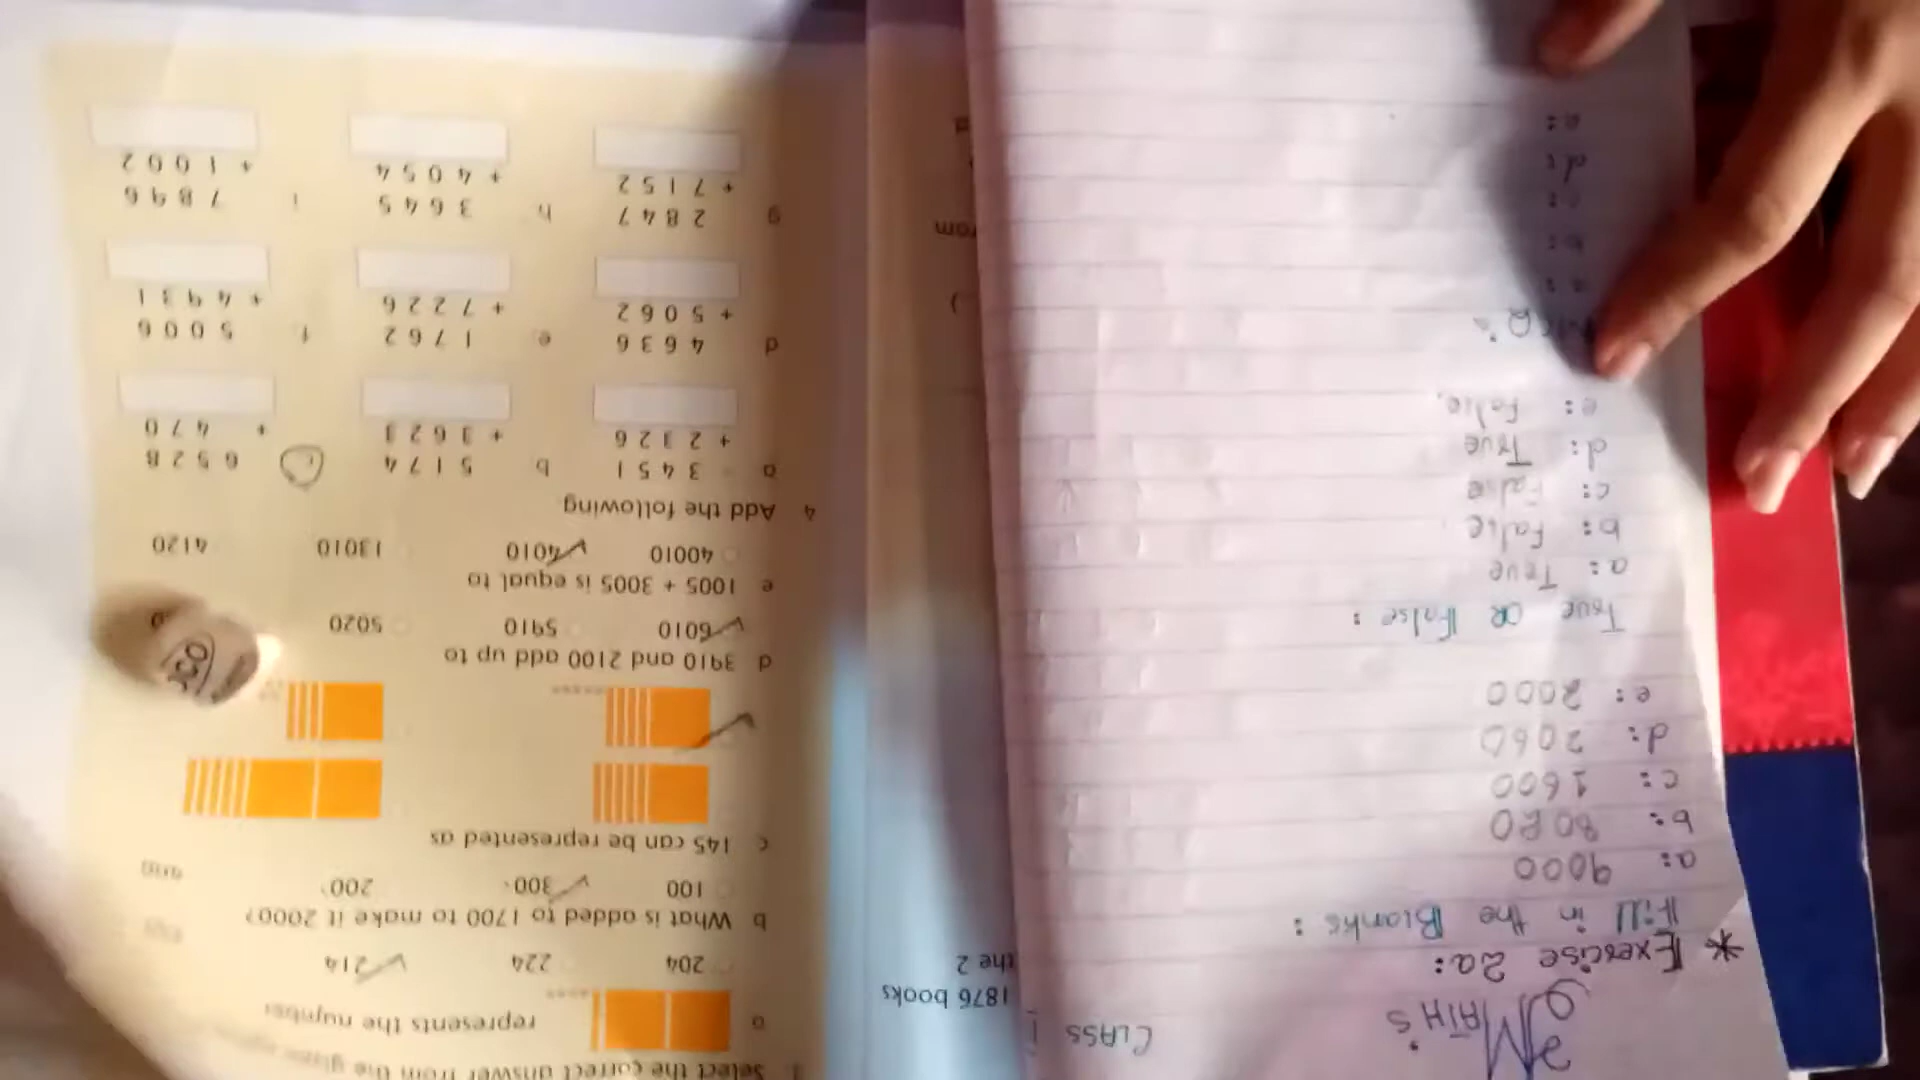 MATH'S
CLASS
* Exercise 2a:
Fill in the Blanks:
a: 9000
b: 8020
c: 1600
d: 2060
e: 2000
True OR False:
a: True
b: False
c: False
d: True
e: False.
MCQ's
a:
b:
c:
d:
e:
1876 books
the 2
Select the correct answer from the given
a represents the number
204 224 214
b What is added to 1700 to make it 2000?
100 300 200
c 145 can be represented as
d 3910 and 2100 add up to
6010 5910 5020
e 1005 + 3005 is equal to
40010 4010 13010 4120
4 Add the following
a 3451 b 5174 c 6528
+ 2326 + 3623 + 470
d 4636 e 1762 f 5006
+ 5062 + 7226 + 4931
g 2847 h 3645 i 7896
+ 7152 + 4054 + 1002